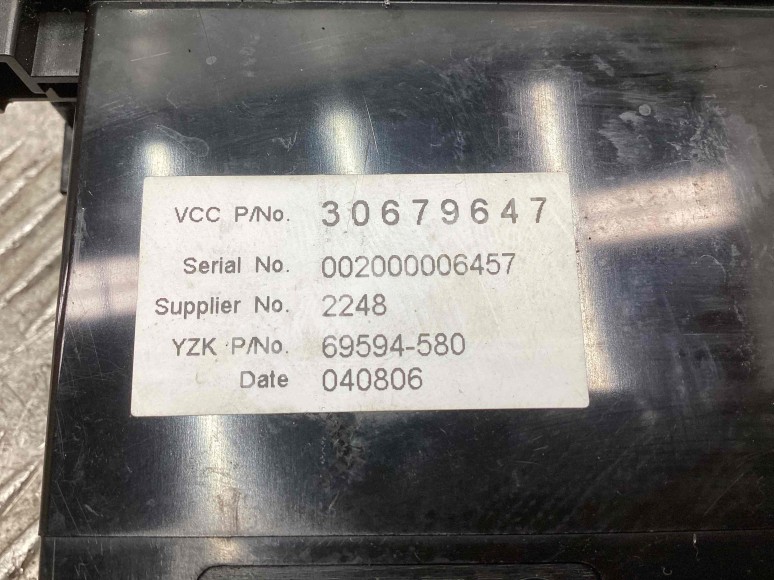 VCC P/No. 30679647
Serial No. 002000006457
Supplier No. 2248
YZK P/No. 69594-580
Date 040806